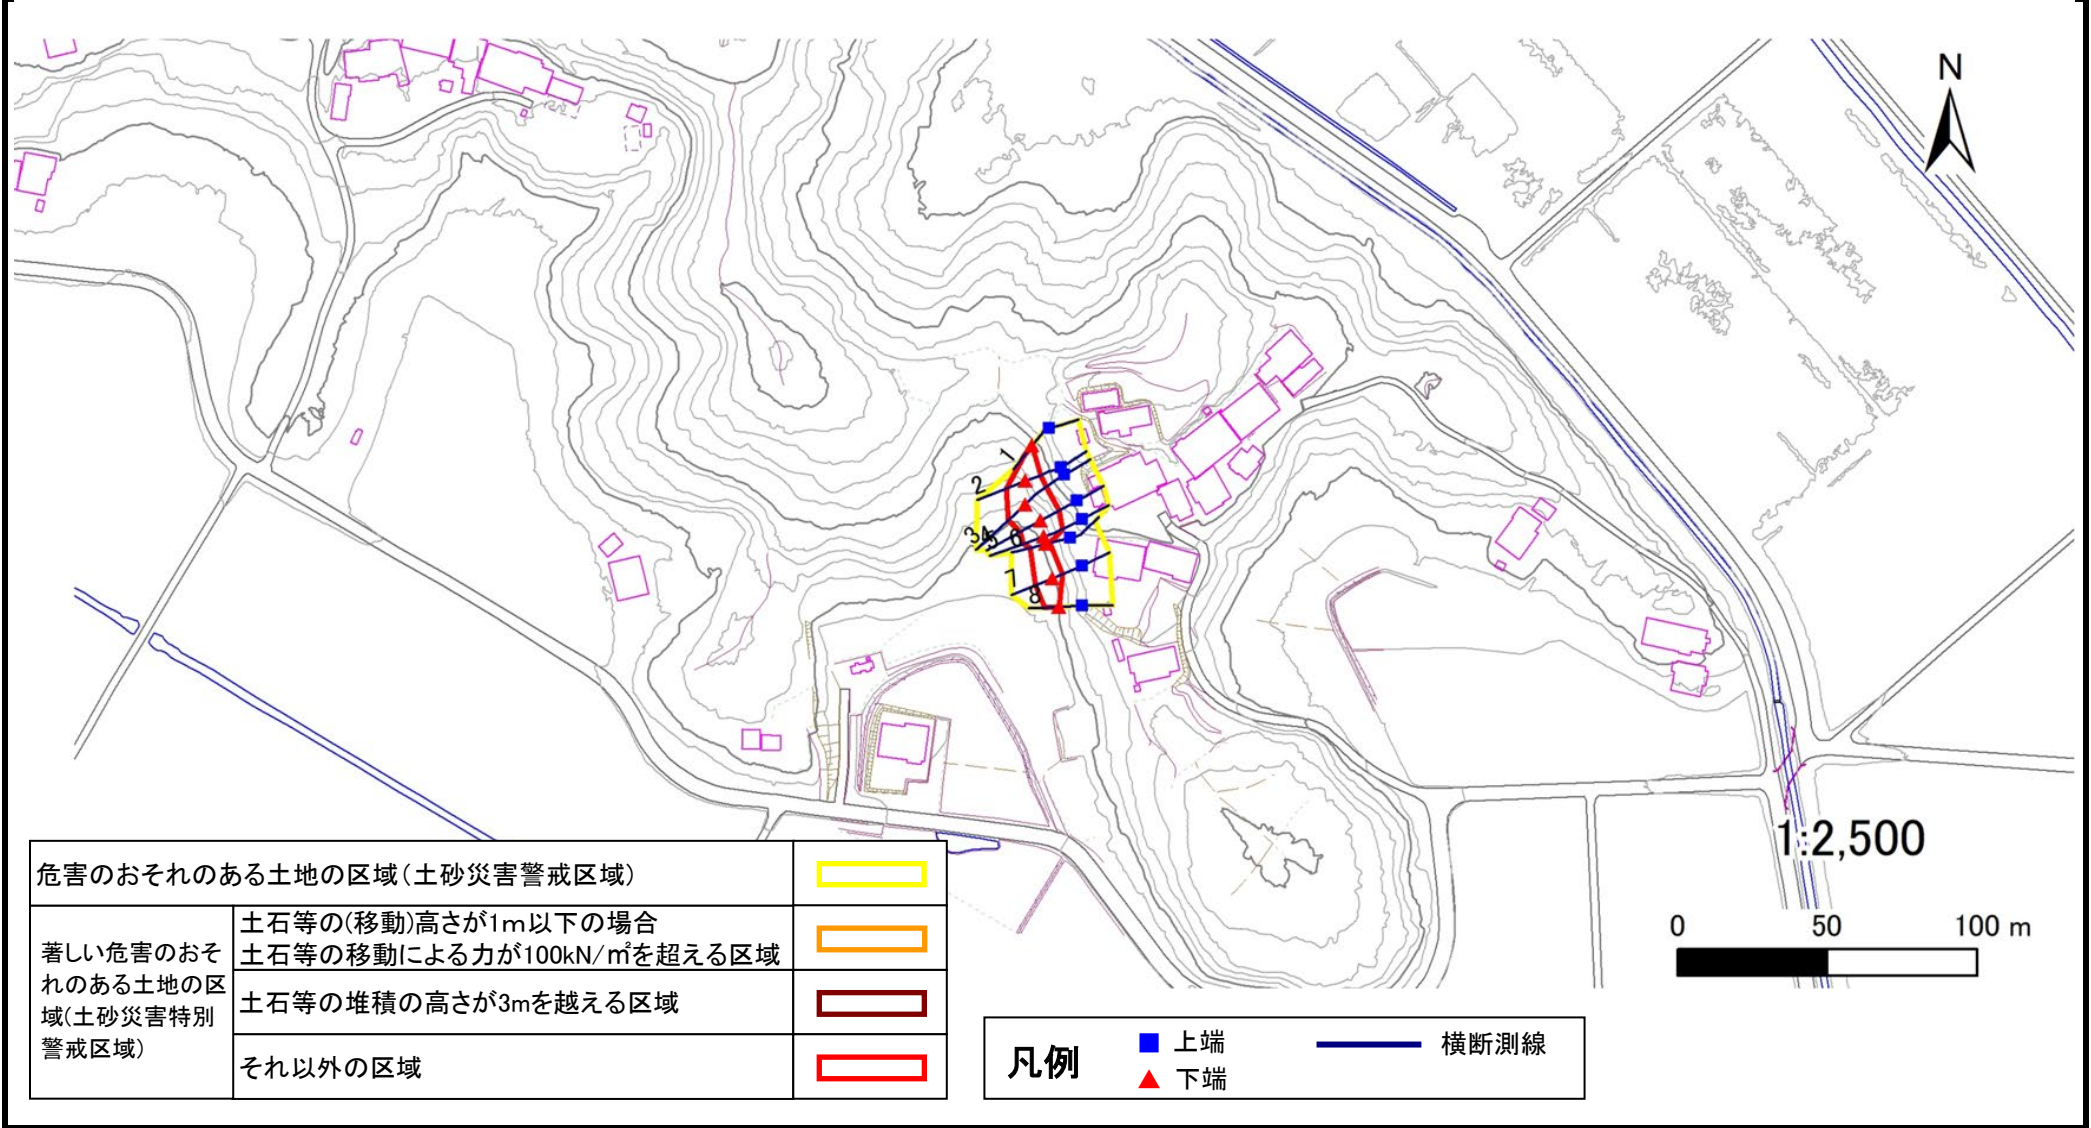 N
1
2
3
4
5
6
7
8
1:2,500
0 50 100 m
危害のおそれのある土地の区域(土砂災害警戒区域)
著しい危害のおそ
れのある土地の区
域(土砂災害特別
警戒区域)
土石等の(移動)高さが1m以下の場合
土石等の移動による力が100kN/㎡を超える区域
土石等の堆積の高さが3mを越える区域
それ以外の区域
凡例
上端
下端
横断測線